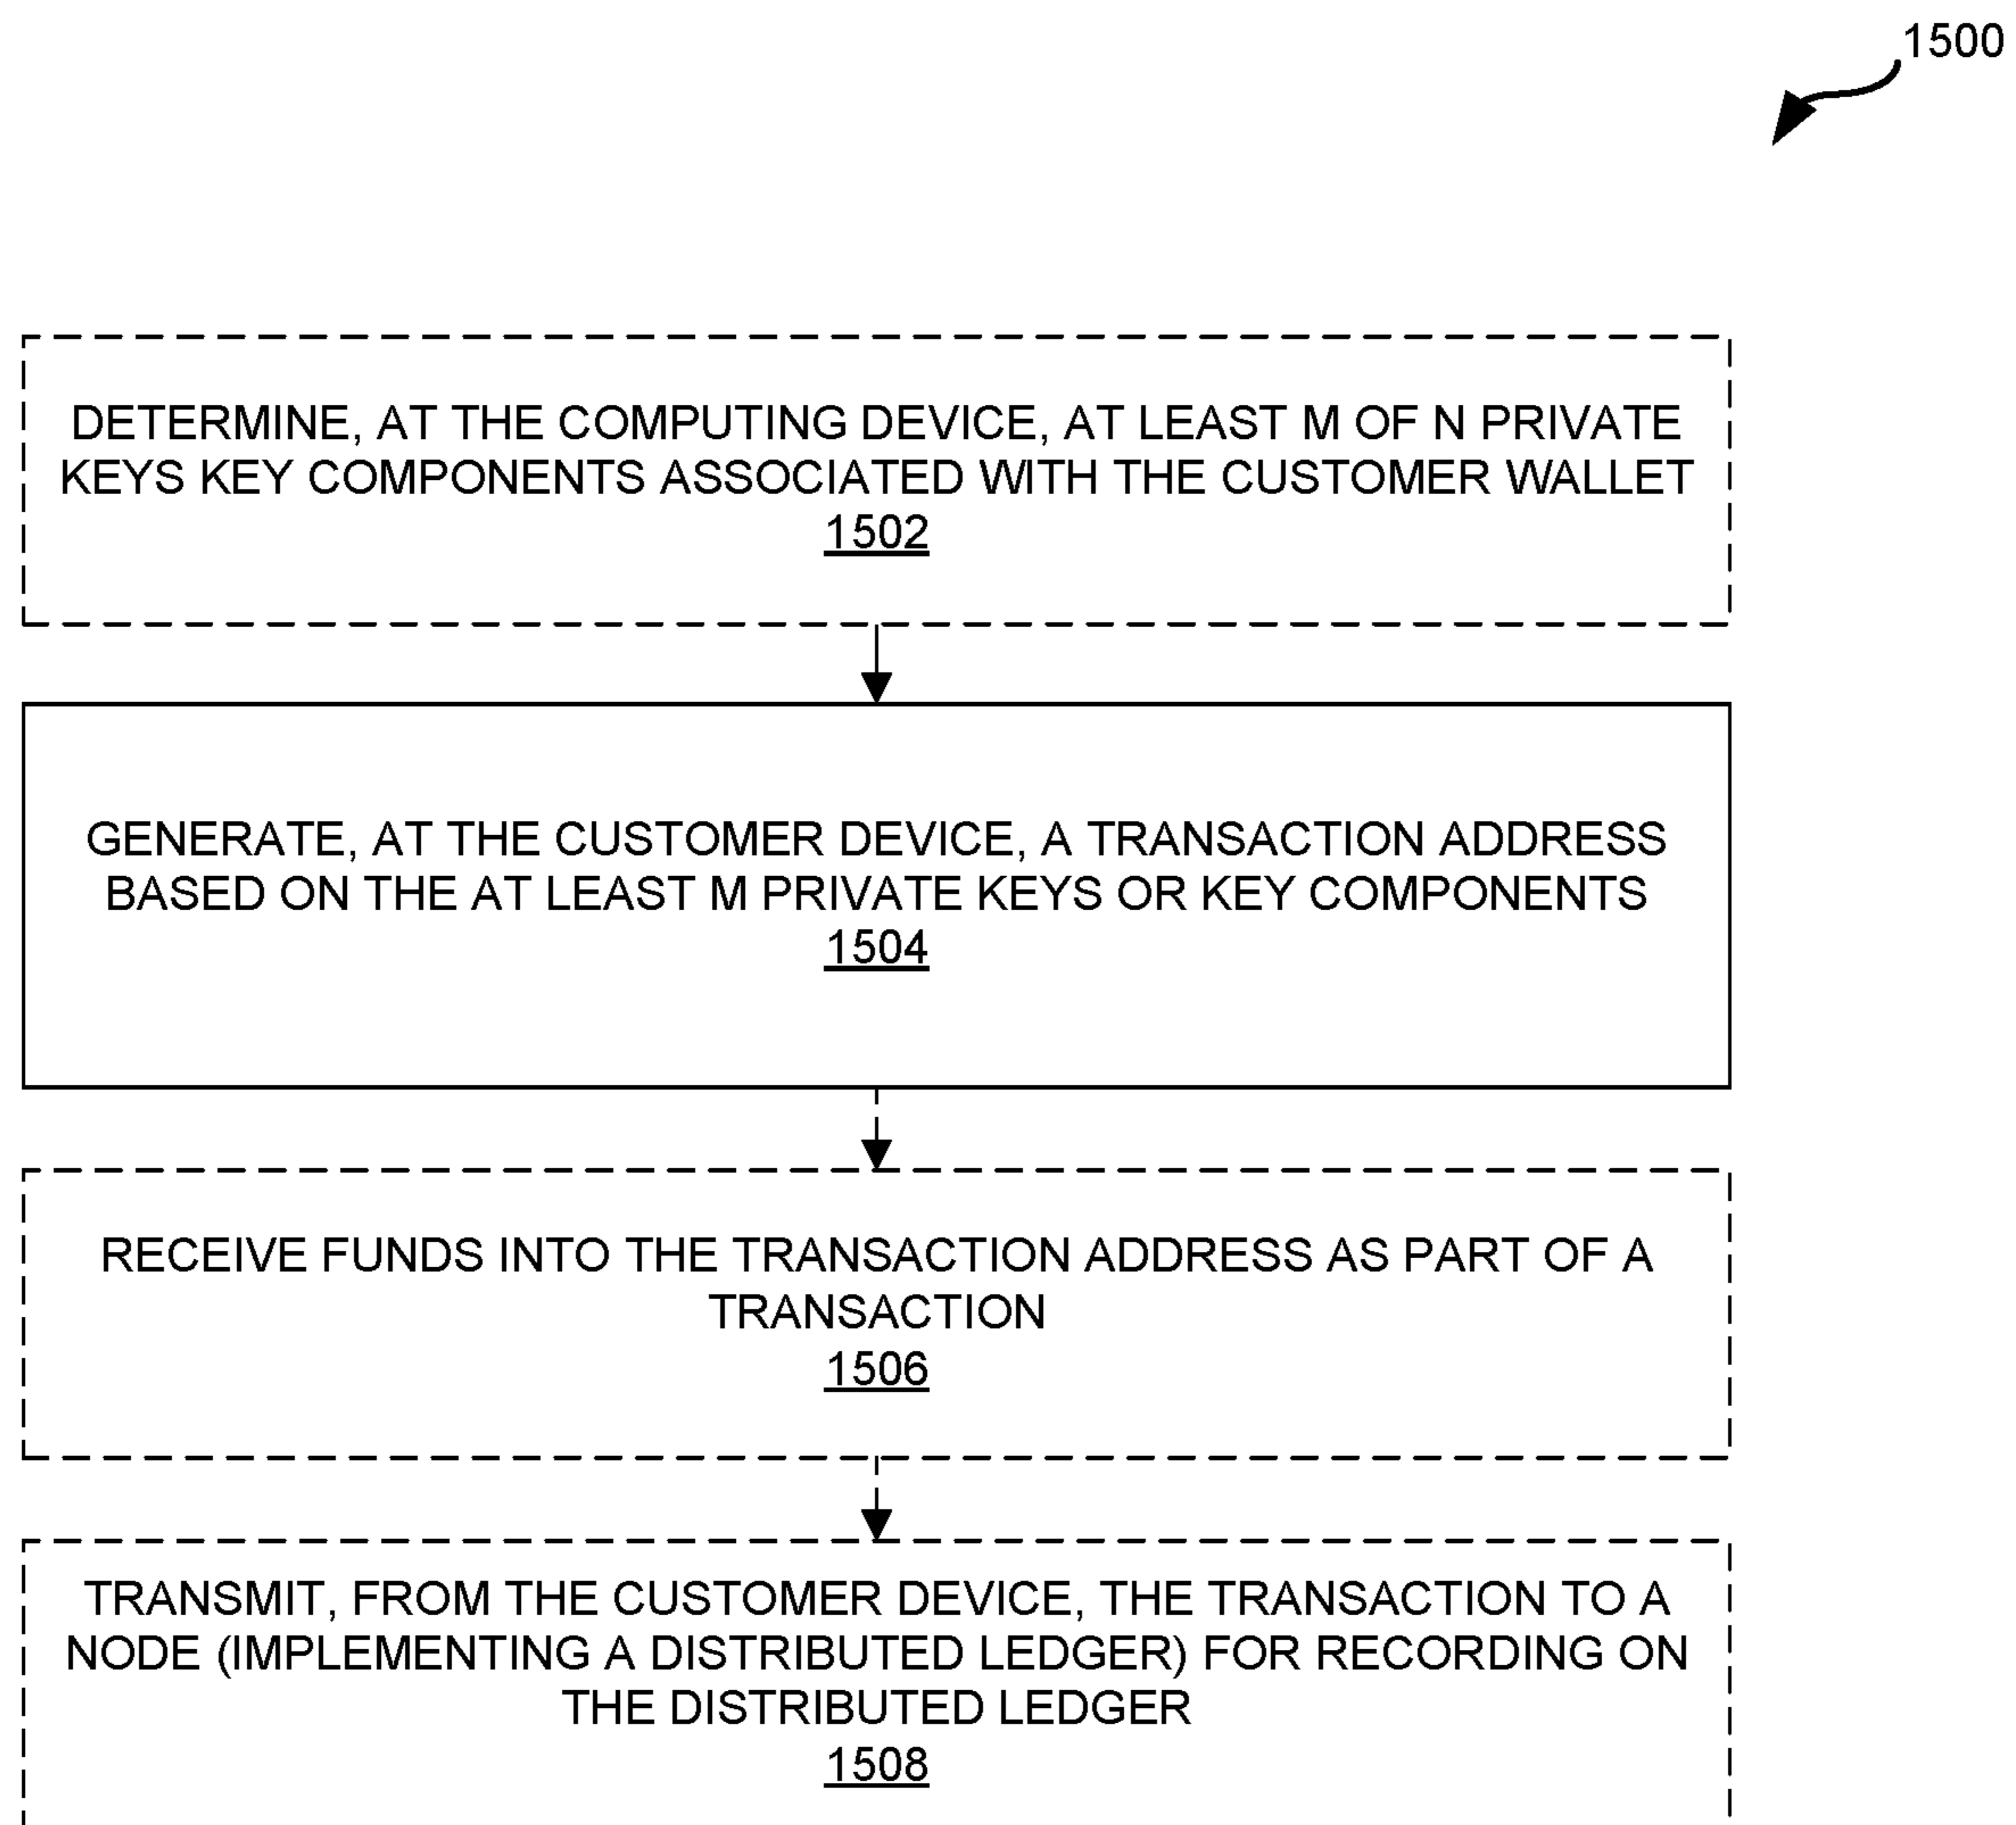 1500
DETERMINE, AT THE COMPUTING DEVICE, AT LEAST M OF N PRIVATE
KEYS KEY COMPONENTS ASSOCIATED WITH THE CUSTOMER WALLET
1502
GENERATE, AT THE CUSTOMER DEVICE, A TRANSACTION ADDRESS
BASED ON THE AT LEAST M PRIVATE KEYS OR KEY COMPONENTS
1504
RECEIVE FUNDS INTO THE TRANSACTION ADDRESS AS PART OF A
TRANSACTION
1506
TRANSMIT, FROM THE CUSTOMER DEVICE, THE TRANSACTION TO A
NODE (IMPLEMENTING A DISTRIBUTED LEDGER) FOR RECORDING ON
THE DISTRIBUTED LEDGER
1508